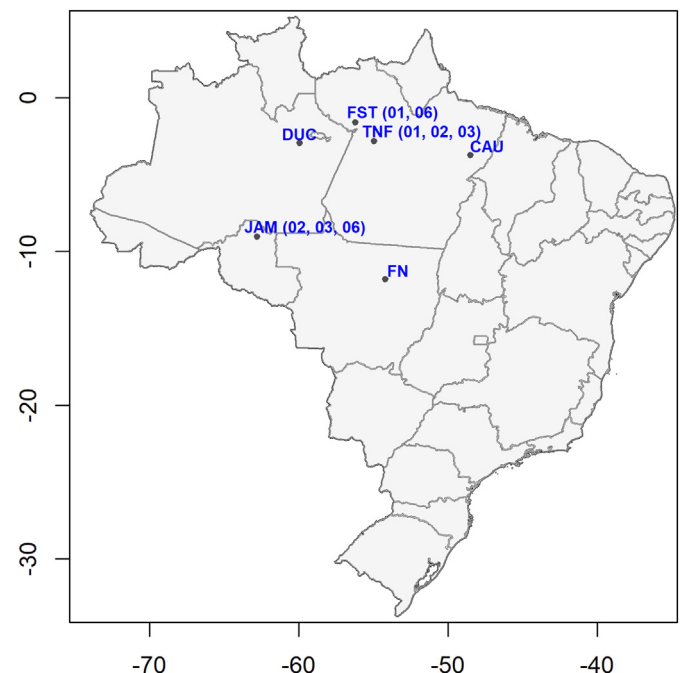 0
FST (01, 06)
TNF (01, 02, 03)
DUC
CAU
JAM (02, 03, 06)
-10
FN
-20
-30
-70 -60 -50 -40